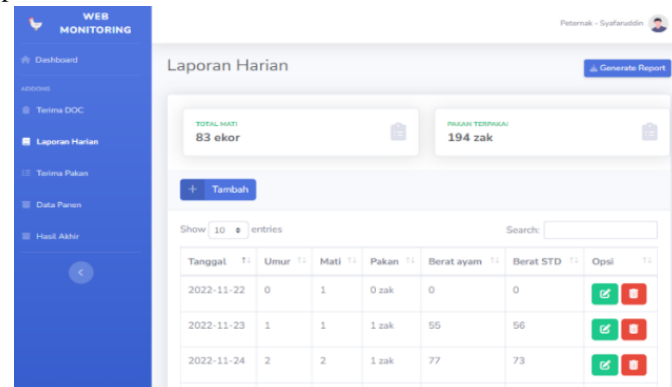 WEB
MONITORING
Peternak - Syafaruddin
Dashboard
Laporan Harian
Generate Report
ADDONS
Terima DOC
Laporan Harian
Terima Pakan
Data Panen
Hasil Akhir
TOTAL MATI
83 ekor
PAKAN TERPAKAI
194 zak
+ Tambah
Show 10 entries
Search:
Tanggal Umur Mati Pakan Berat ayam Berat STD Opsi
2022-11-22 0 1 0 zak 0 0
2022-11-23 1 1 1 zak 55 56
2022-11-24 2 2 1 zak 77 73